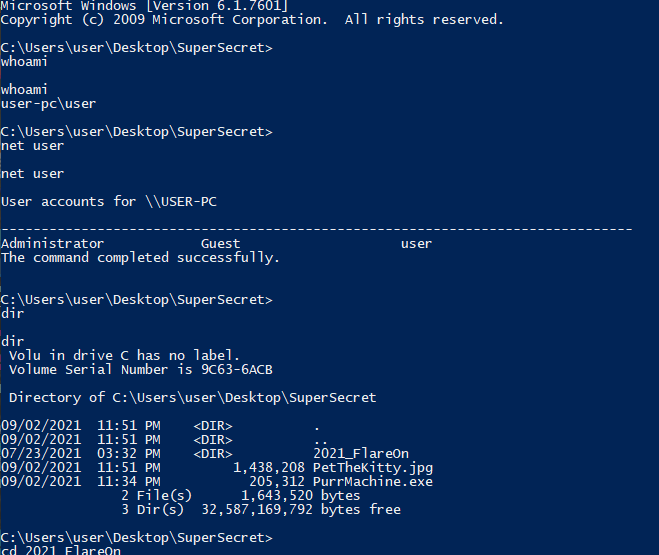 Microsoft Windows [Version 6.1.7601]
Copyright (c) 2009 Microsoft Corporation.  All rights reserved.
C:\Users\user\Desktop\SuperSecret>
whoami
whoami
user-pc\user
C:\Users\user\Desktop\SuperSecret>
net user
net user
User accounts for \\USER-PC
-------------------------------------------------------------------------------
Administrator            Guest                    user
The command completed successfully.
C:\Users\user\Desktop\SuperSecret>
dir
dir
 Volu in drive C has no label.
 Volume Serial Number is 9C63-6ACB
 Directory of C:\users\user\Desktop\SuperSecret
09/02/2021  11:51 PM    <DIR>          .
09/02/2021  11:51 PM    <DIR>          ..
07/23/2021  03:32 PM    <DIR>          2021_FlareOn
09/02/2021  11:51 PM         1,438,208 PetTheKitty.jpg
09/02/2021  11:34 PM           205,312 PurrMachine.exe
               2 File(s)      1,643,520 bytes
               3 Dir(s)  32,587,169,792 bytes free
C:\Users\user\Desktop\SuperSecret>
cd 2021_FlareOn